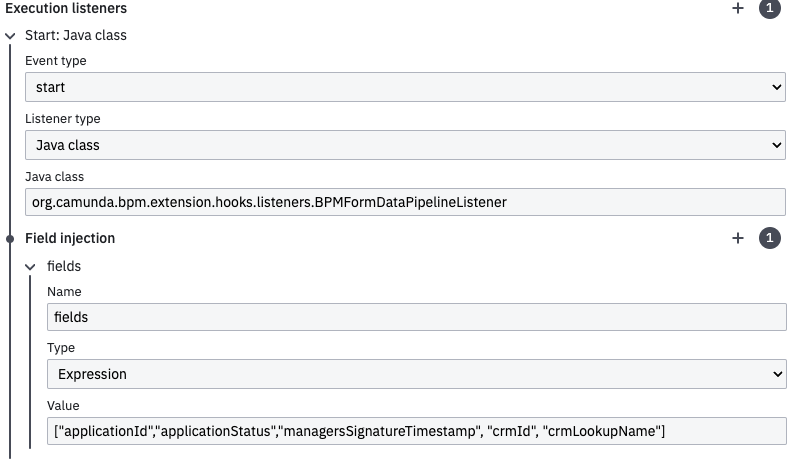 Execution listeners
+ 1
Start: Java class
Event type
start
Listener type
Java class
Java class
org.camunda.bpm.extension.hooks.listeners.BPMFormDataPipelineListener
Field injection
+ 1
fields
Name
fields
Type
Expression
Value
["applicationId","applicationStatus","managersSignatureTimestamp", "crmId", "crmLookupName"]